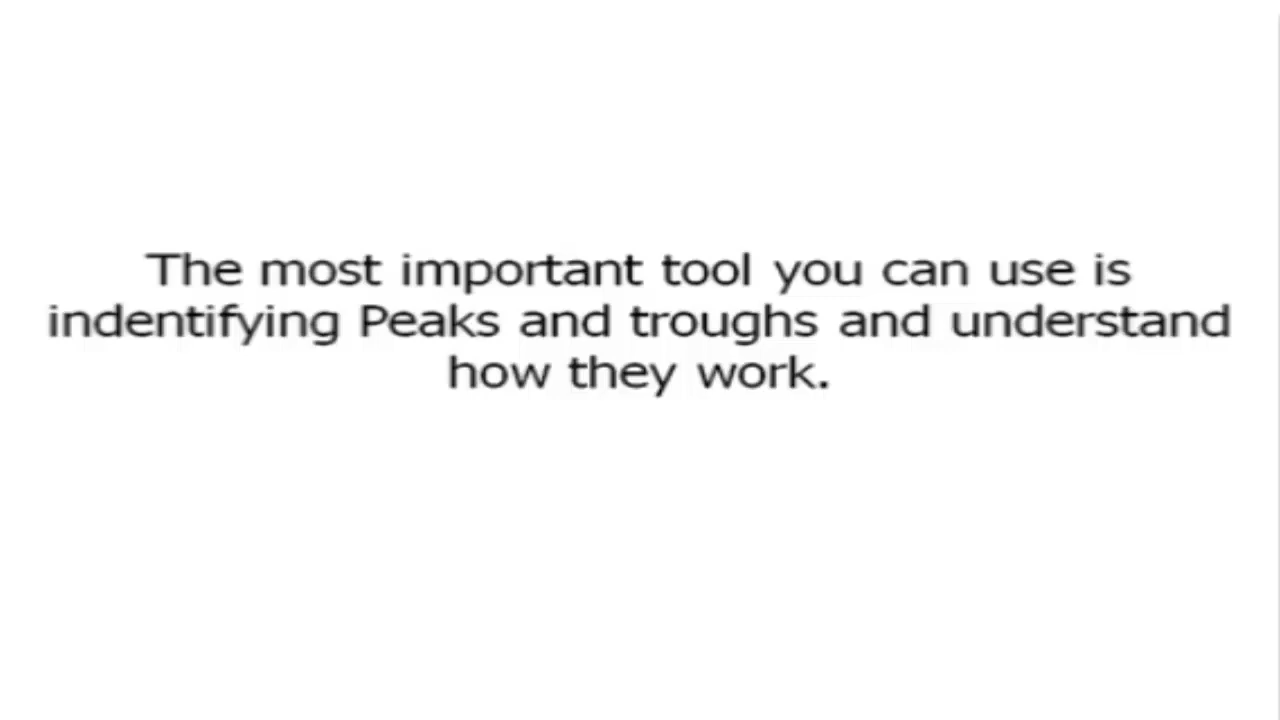 The most important tool you can use is
indentifying Peaks and troughs and understand
how they work.